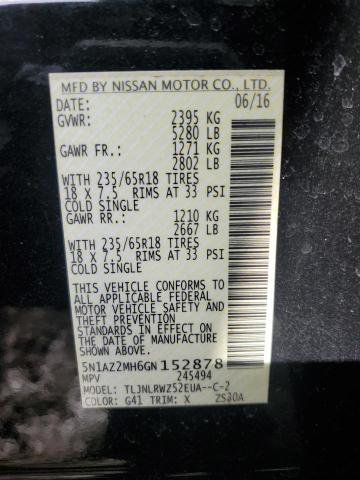 MFD BY NISSAN MOTOR CO., LTD.
DATE: 06/16
GVWR: 2395 KG
5280 LB
GAWR FR.: 1271 KG
2802 LB
WITH 235/65R18 TIRES
18 X 7.5 RIMS AT 33 PSI
COLD SINGLE
GAWR RR.: 1210 KG
2667 LB
WITH 235/65R18 TIRES
18 X 7.5 RIMS AT 33 PSI
COLD SINGLE
THIS VEHICLE CONFORMS TO
ALL APPLICABLE FEDERAL
MOTOR VEHICLE SAFETY AND
THEFT PREVENTION
STANDARDS IN EFFECT ON
THE DATE OF MANUFACTURE
SHOWN ABOVE.
5N1AZ2MH6GN152878
MPV 245494
MODEL: TLJNLRWZ52EUA--C-2
COLOR: G41 TRIM: X ZS30A